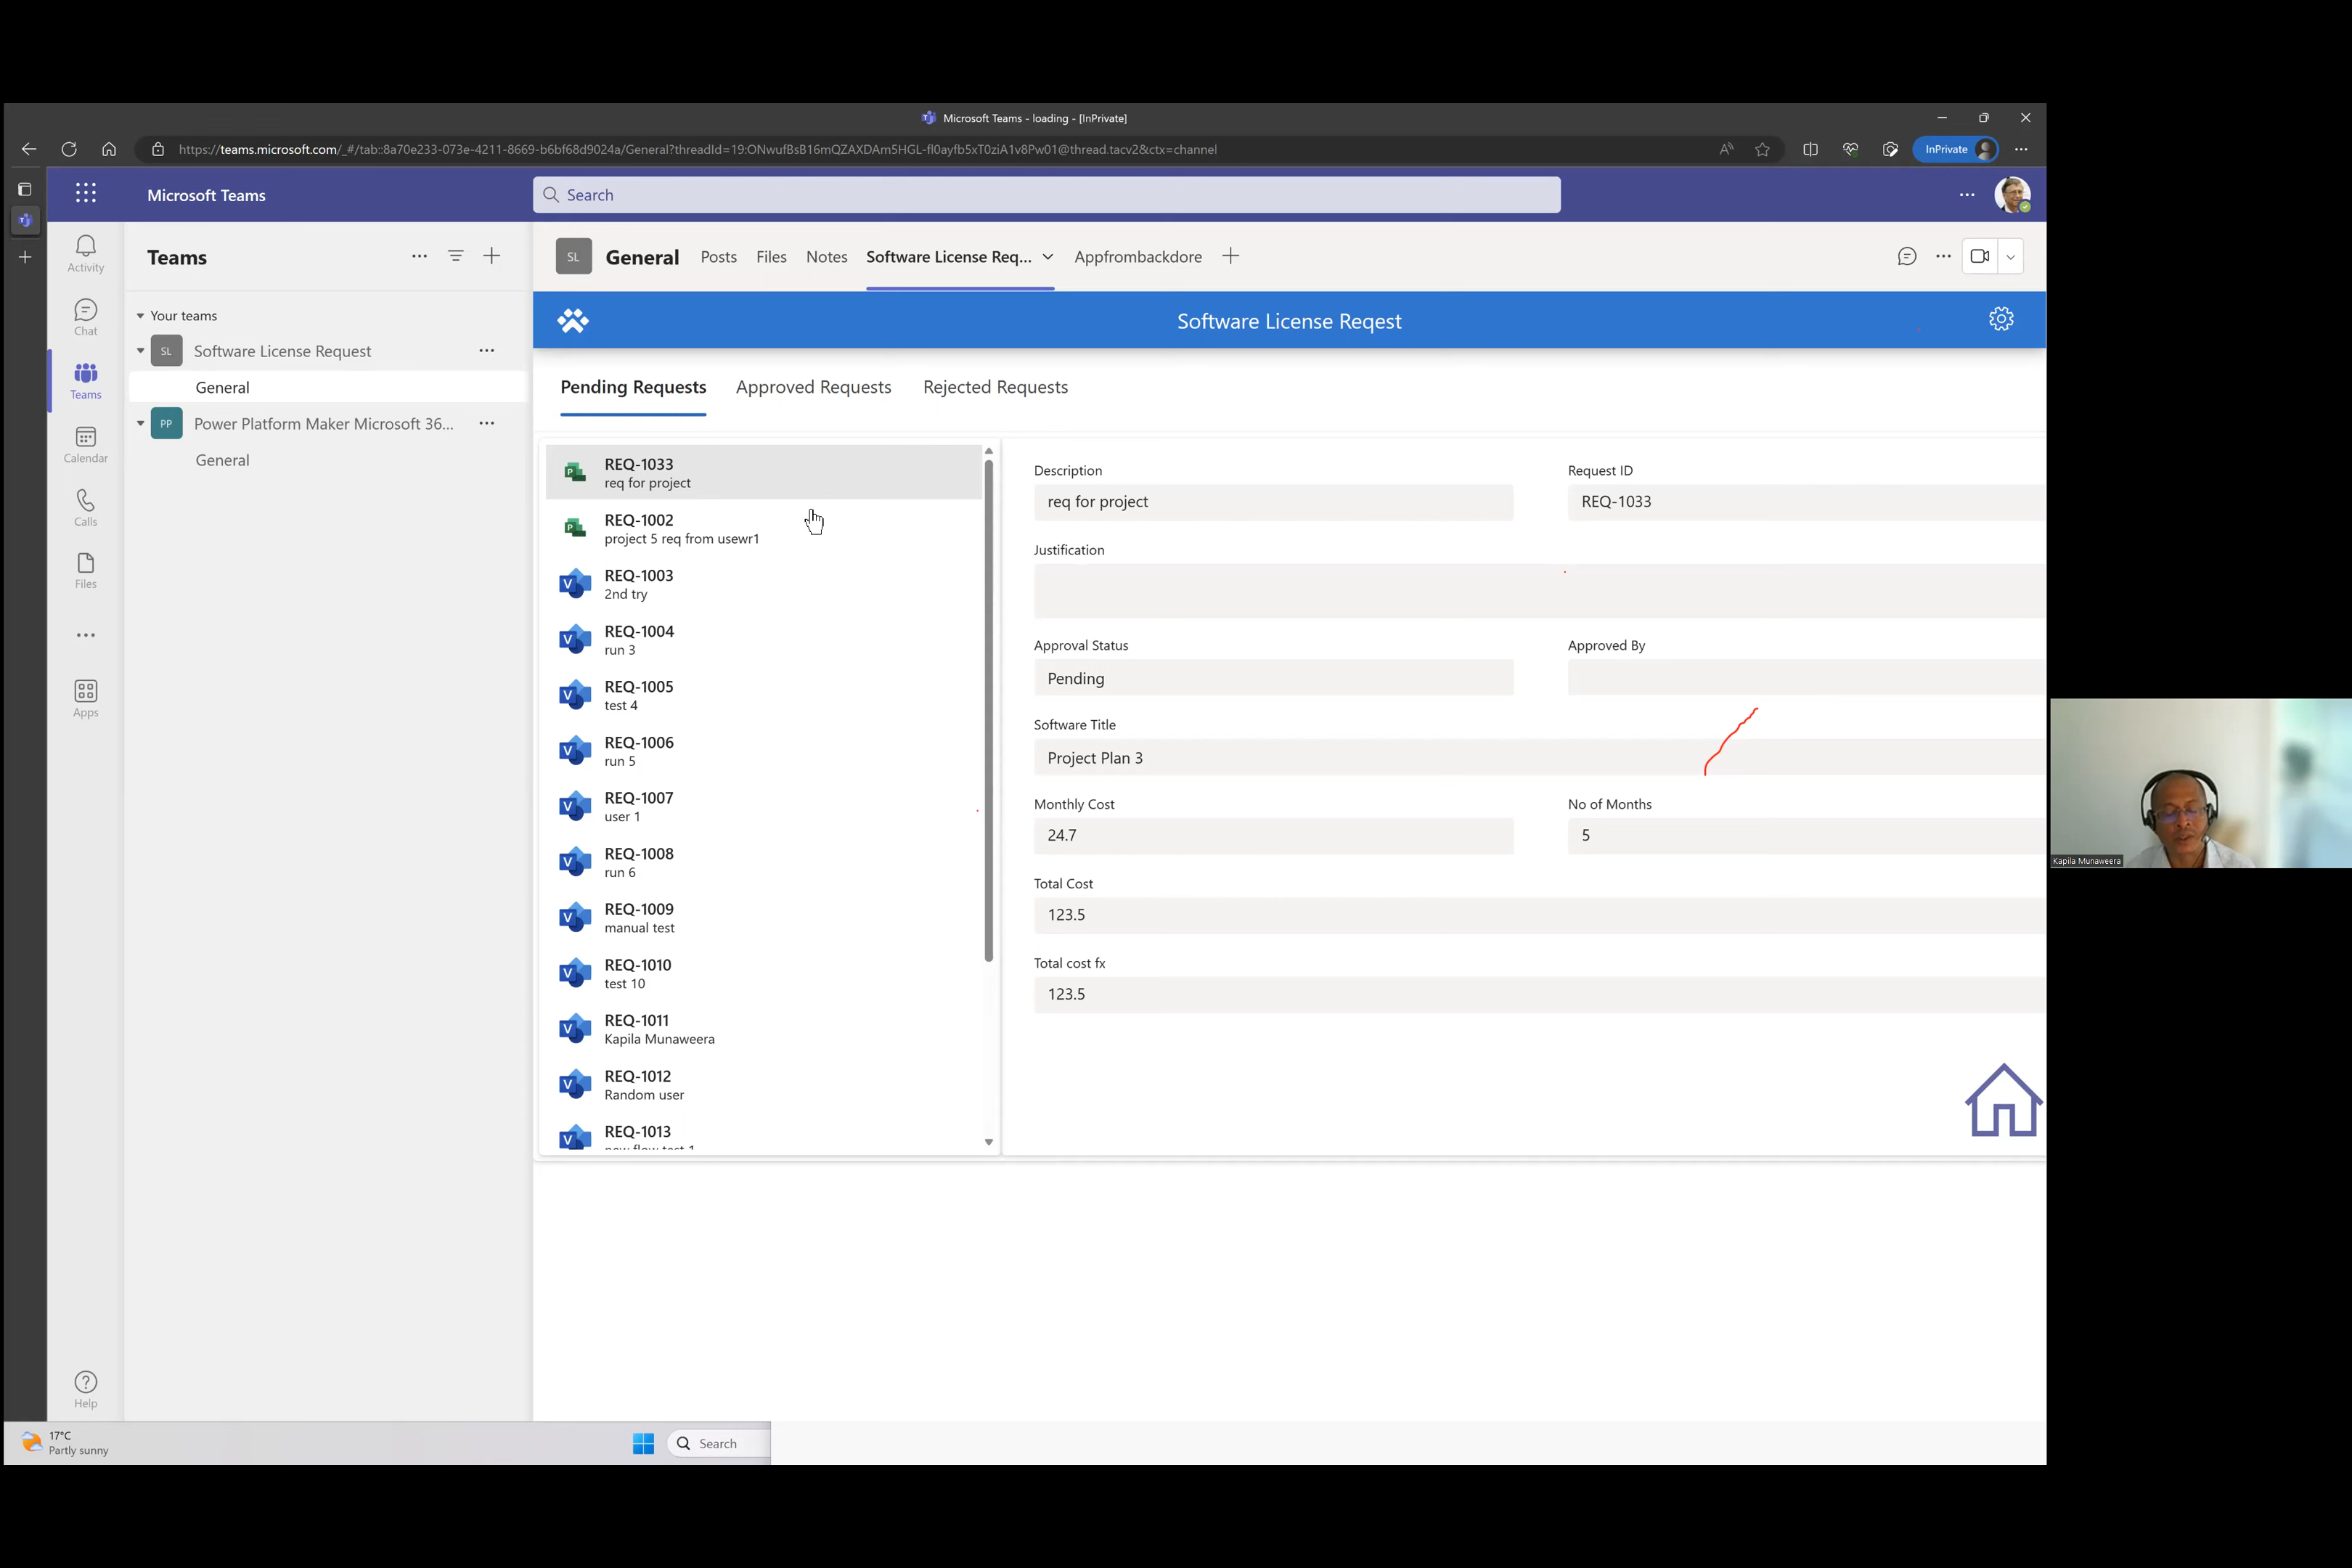 Microsoft Teams - loading - [InPrivate]
https://teams.microsoft.com/_#/tab::8a70e233-073e-4211-8669-b6bf68d9024a/General?threadId=19:ONwufBsB16mQZAXDAm5HGL-fl0ayfb5xT0ziA1v8Pw01@thread.tacv2&ctx=channel
InPrivate
Microsoft Teams
Search
Activity
Chat
Teams
Calendar
Calls
Files
Apps
Help
Teams
Your teams
SL Software License Request
General
PP Power Platform Maker Microsoft 36...
General
SL General Posts Files Notes Software License Req... Appfrombackdore
Software License Reqest
Pending Requests Approved Requests Rejected Requests
REQ-1033
req for project
REQ-1002
project 5 req from usewr1
REQ-1003
2nd try
REQ-1004
run 3
REQ-1005
test 4
REQ-1006
run 5
REQ-1007
user 1
REQ-1008
run 6
REQ-1009
manual test
REQ-1010
test 10
REQ-1011
Kapila Munaweera
REQ-1012
Random user
REQ-1013
new flow test 1
Description Request ID
req for project REQ-1033
Justification
Approval Status Approved By
Pending
Software Title
Project Plan 3
Monthly Cost No of Months
24.7 5
Total Cost
123.5
Total cost fx
123.5
Kapila Munaweera
17°C
Partly sunny
Search